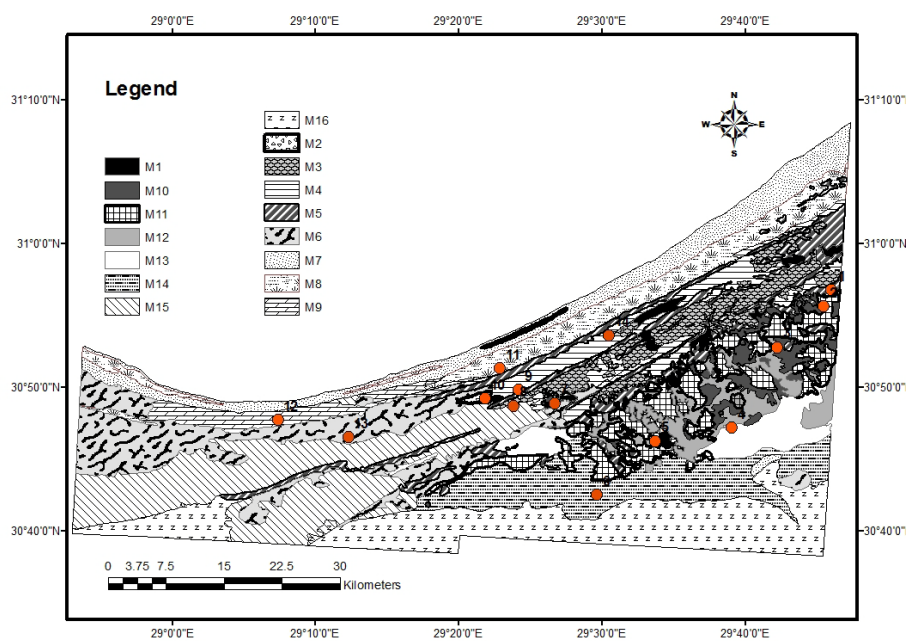 29°0'0"E 29°10'0"E 29°20'0"E 29°30'0"E 29°40'0"E
31°10'0"N 31°10'0"N
31°0'0"N 31°0'0"N
30°50'0"N 30°50'0"N
30°40'0"N 30°40'0"N
Legend
M1
M10
M11
M12
M13
M14
M15
M16
M2
M3
M4
M5
M6
M7
M8
M9
N
W E
S
11
9
10
12
0 3.75 7.5 15 22.5 30
Kilometers
29°0'0"E 29°10'0"E 29°20'0"E 29°30'0"E 29°40'0"E